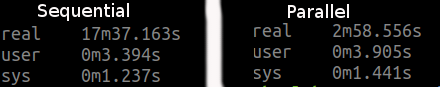 Sequential
real 17m37.163s
user 0m3.394s
sys 0m1.237s
Parallel
real 2m58.556s
user 0m3.905s
sys 0m1.441s